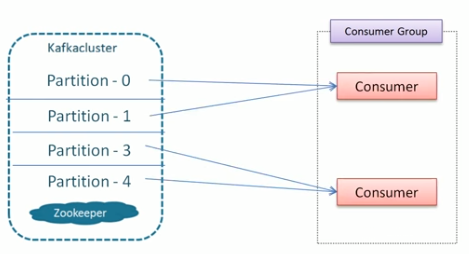 Kafkacluster
Partition - 0
Partition - 1
Partition - 3
Partition - 4
Zookeeper
Consumer Group
Consumer
Consumer